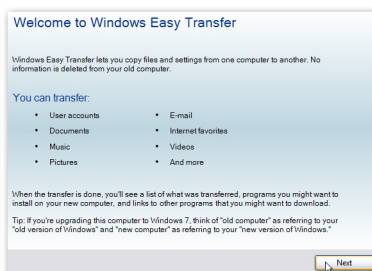 Welcome to Windows Easy Transfer
Windows Easy Transfer lets you copy files and settings from one computer to another. No
information is deleted from your old computer.
You can transfer:
• User accounts • E-mail
• Documents • Internet favorites
• Music • Videos
• Pictures • And more
When the transfer is done, you'll see a list of what was transferred, programs you might want to
install on your new computer, and links to other programs that you might want to download.
Tip: If you're upgrading this computer to Windows 7, think of "old computer" as referring to your
"old version of Windows" and "new computer" as referring to your "new version of Windows."
Next